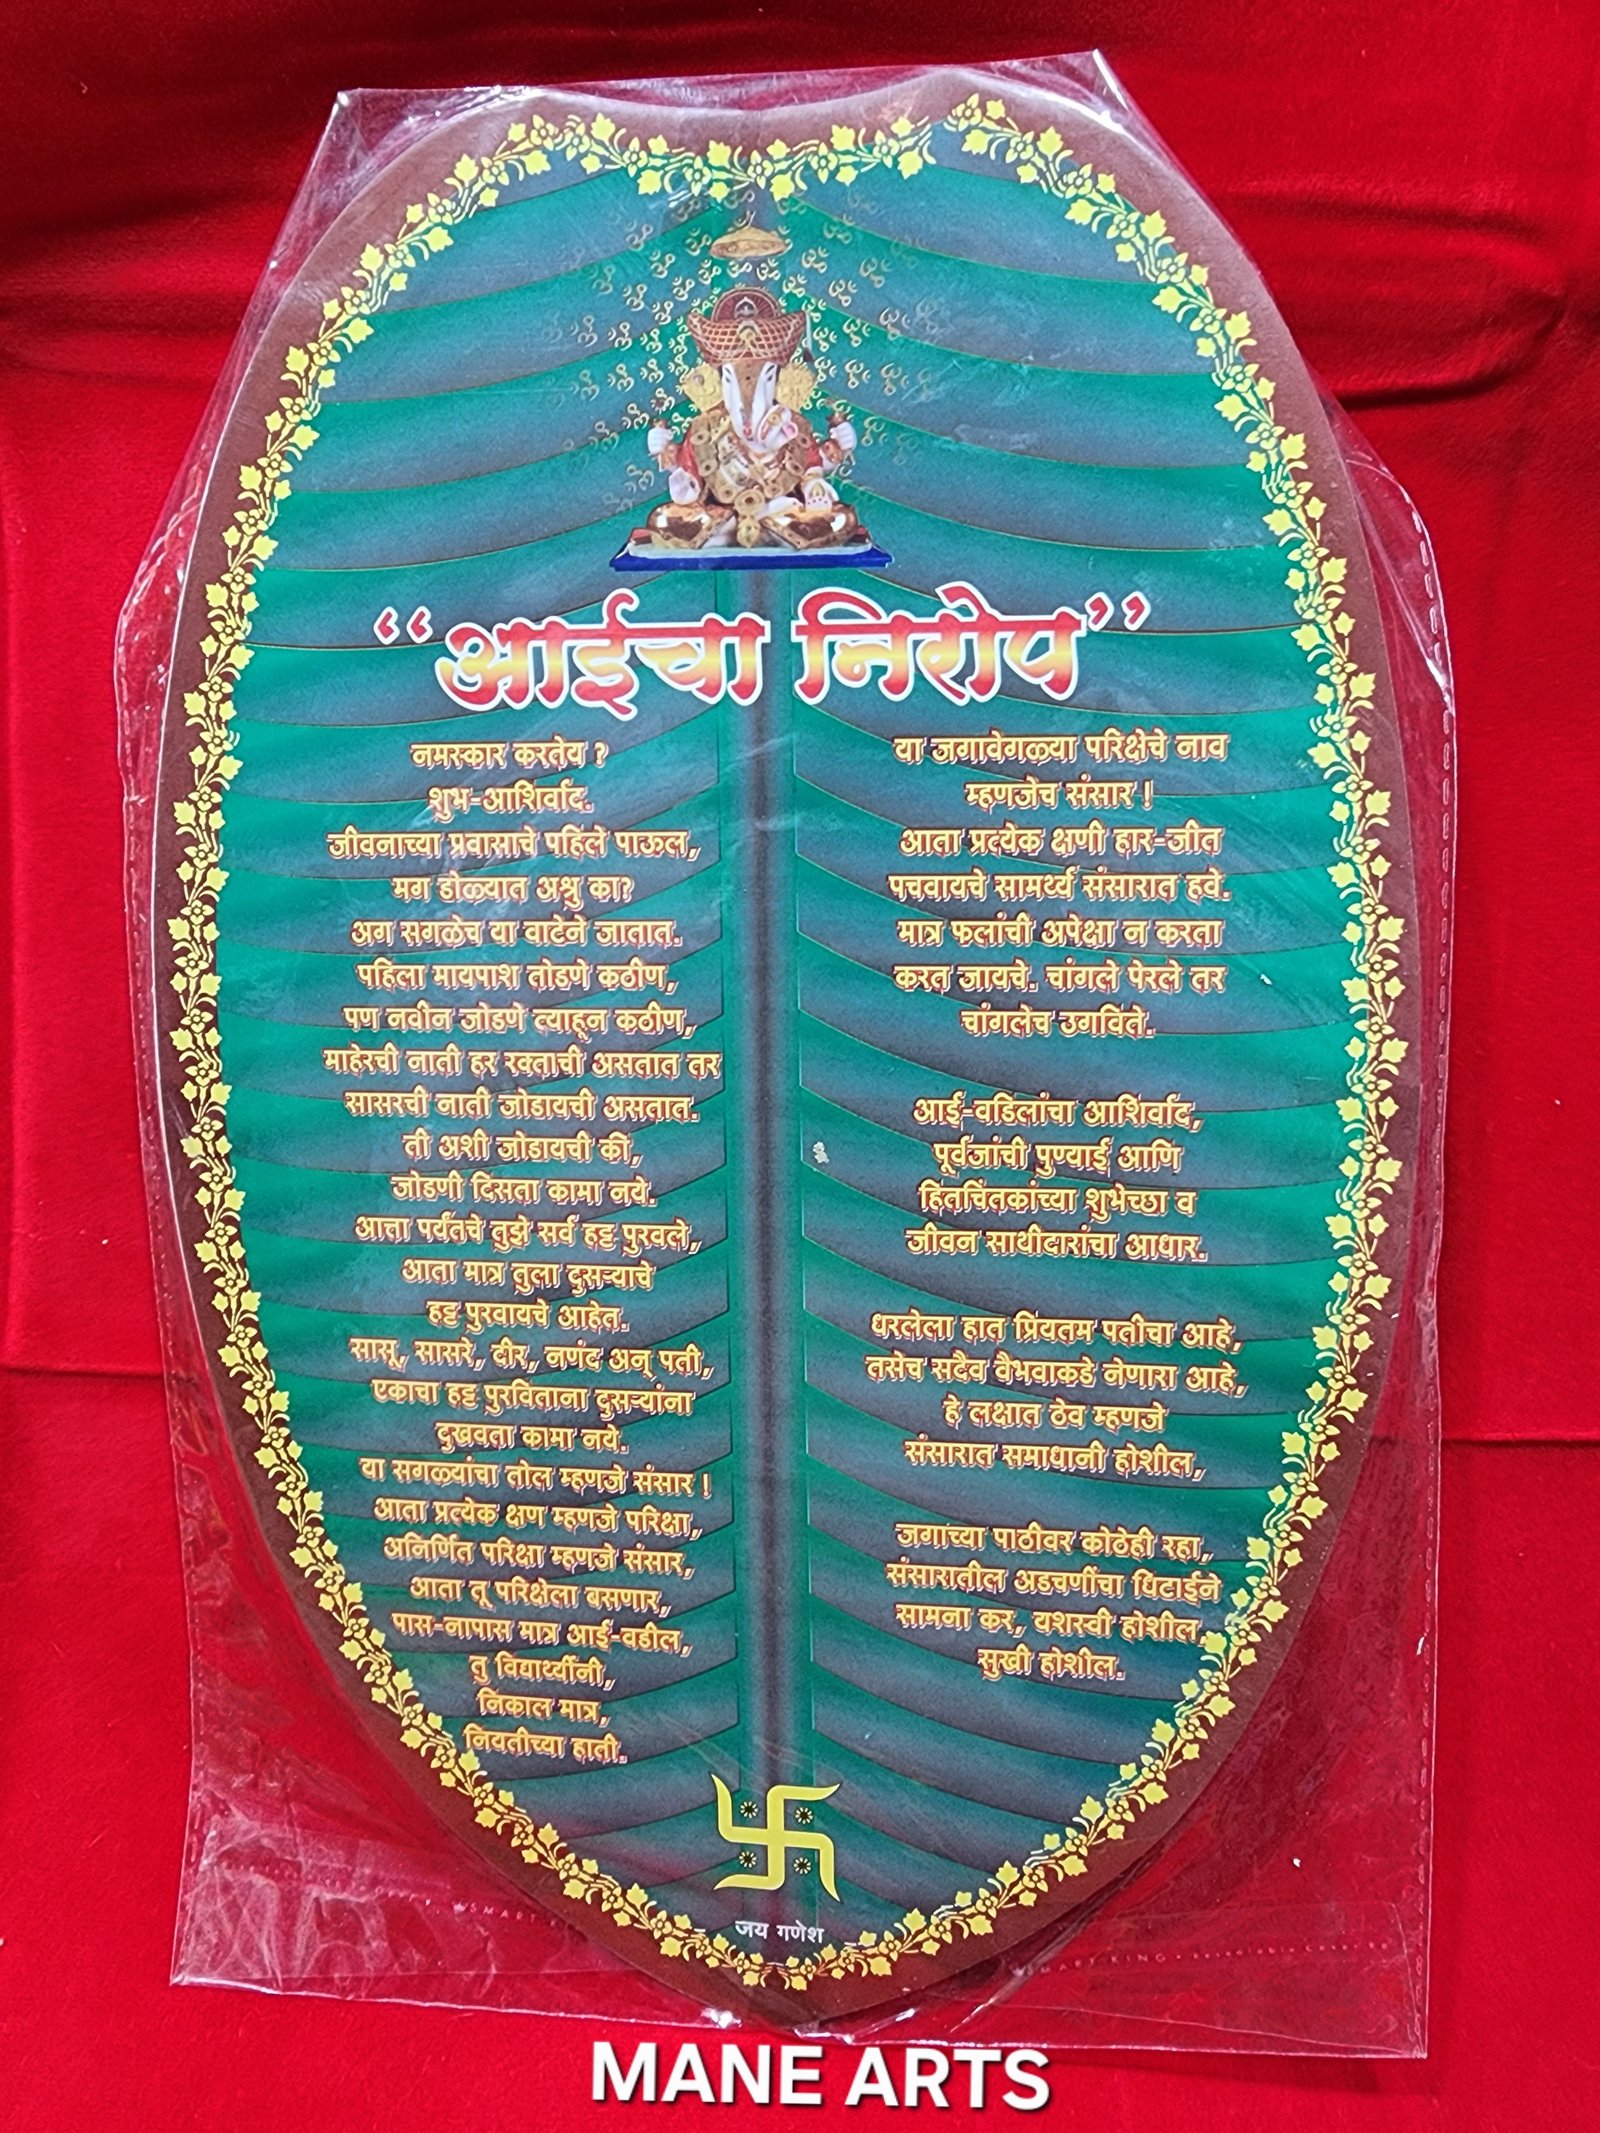 “आईचा निरोप”
नमस्कार करतेय ?
शुभ-आशिर्वाद.
जीवनाच्या प्रवासाचे पहिले पाऊल,
मग डोळ्यात अश्रु का?
अग सगळेच या वाटेने जातात.
पहिला मायपाश तोडणे कठीण,
पण नवीन जोडणे त्याहून कठीण,
माहेरची नाती हर रक्ताची असतात तर
सासरची नाती जोडायची असतात.
ती अशी जोडायची की,
जोडणी दिसता कामा नये.
आत्ता पर्यंतचे तुझे सर्व हट्ट पुरवले,
आता मात्र तुला दुसऱ्याचे
हट्ट पुरवायचे आहेत.
सासू, सासरे, दीर, नणंद अन् पती,
एकाचा हट्ट पुरविताना दुसऱ्यांना
दुखवता कामा नये.
या सगळ्यांचा तोल म्हणजे संसार !
आता प्रत्येक क्षण म्हणजे परिक्षा,
अनिर्णित परिक्षा म्हणजे संसार,
आता तू परिक्षेला बसणार,
पास-नापास मात्र आई-वडील,
तु विद्यार्थ्यीनी,
निकाल मात्र,
नियतीच्या हाती.
या जगावेगळ्या परिक्षेचे नाव
म्हणजेच संसार !
आता प्रत्येक क्षणी हार-जीत
पचवायचे सामर्थ्य संसारात हवे.
मात्र फलांची अपेक्षा न करता
करत जायचे. चांगले पेरले तर
चांगलेच उगविते.
आई-वडिलांचा आशिर्वाद,
पूर्वजांची पुण्याई आणि
हितचिंतकांच्या शुभेच्छा व
जीवन साथीदारांचा आधार.
धरलेला हात प्रियतम पतीचा आहे,
तसेच सदैव वैभवाकडे नेणारा आहे,
हे लक्षात ठेव म्हणजे
संसारात समाधानी होशील,
जगाच्या पाठीवर कोठेही रहा,
संसारातील अडचणींचा धिटाईने
सामना कर, यशस्वी होशील,
सुखी होशील.
जय गणेश
SMART KING
MANE ARTS